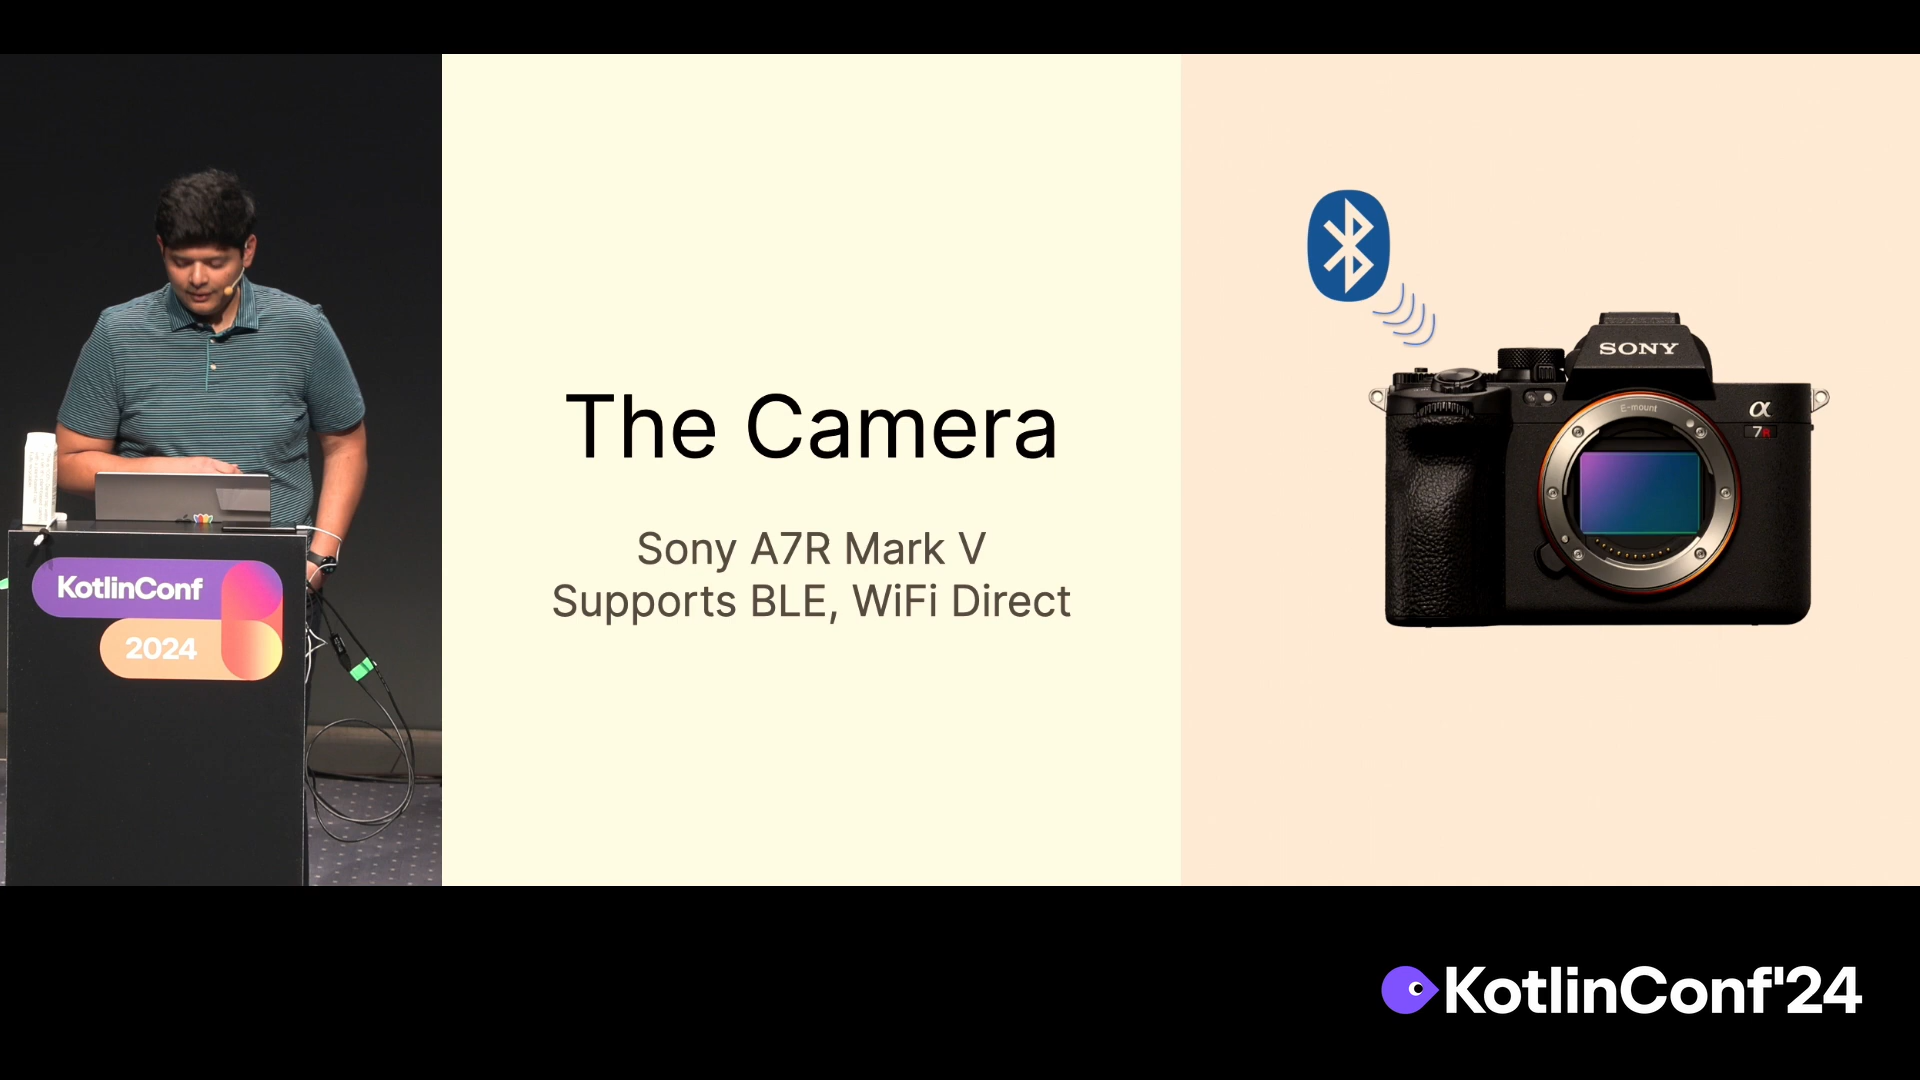 KotlinConf
2024
The Camera
Sony A7R Mark V
Supports BLE, WiFi Direct
SONY
E-mount
α
7R
KotlinConf'24